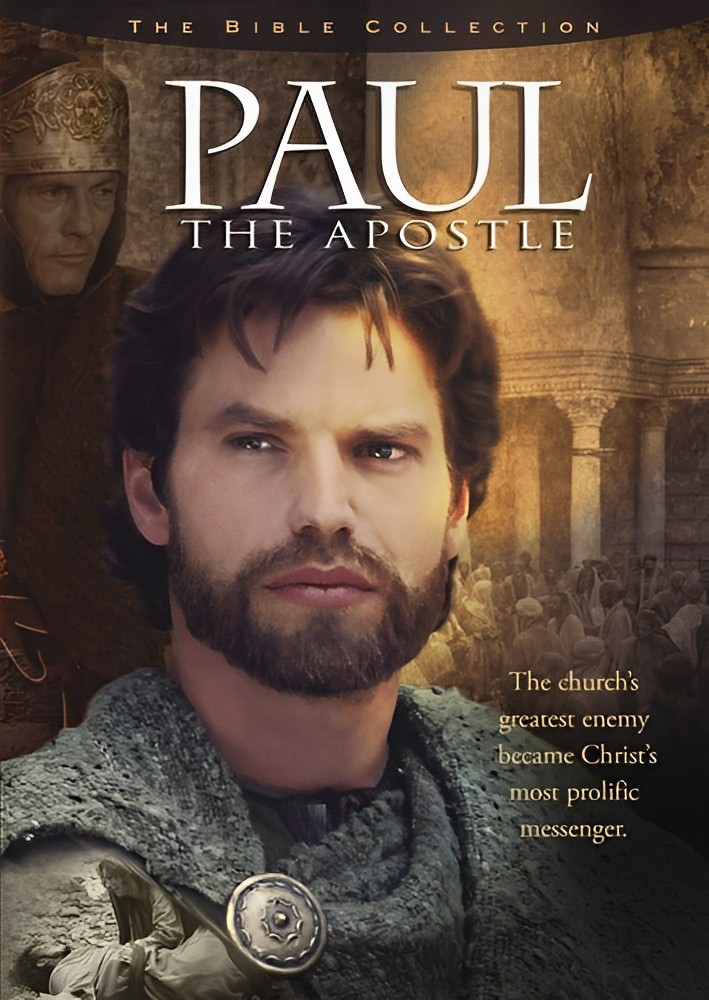 THE BIBLE COLLECTION
PAUL
THE APOSTLE
The church's
greatest enemy
became Christ's
most prolific
messenger.